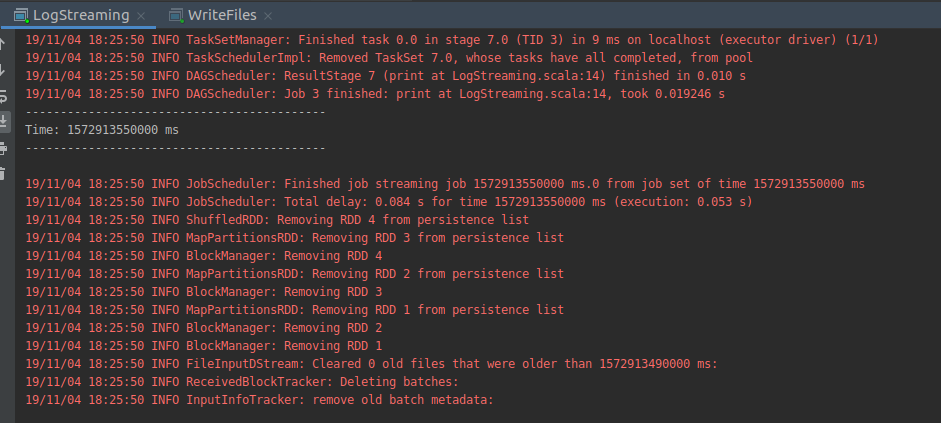 LogStreaming × WriteFiles ×
19/11/04 18:25:50 INFO TaskSetManager: Finished task 0.0 in stage 7.0 (TID 3) in 9 ms on localhost (executor driver) (1/1)
19/11/04 18:25:50 INFO TaskSchedulerImpl: Removed TaskSet 7.0, whose tasks have all completed, from pool
19/11/04 18:25:50 INFO DAGScheduler: ResultStage 7 (print at LogStreaming.scala:14) finished in 0.010 s
19/11/04 18:25:50 INFO DAGScheduler: Job 3 finished: print at LogStreaming.scala:14, took 0.019246 s
-------------------------------------------
Time: 1572913550000 ms
-------------------------------------------
19/11/04 18:25:50 INFO JobScheduler: Finished job streaming job 1572913550000 ms.0 from job set of time 1572913550000 ms
19/11/04 18:25:50 INFO JobScheduler: Total delay: 0.084 s for time 1572913550000 ms (execution: 0.053 s)
19/11/04 18:25:50 INFO ShuffledRDD: Removing RDD 4 from persistence list
19/11/04 18:25:50 INFO MapPartitionsRDD: Removing RDD 3 from persistence list
19/11/04 18:25:50 INFO BlockManager: Removing RDD 4
19/11/04 18:25:50 INFO MapPartitionsRDD: Removing RDD 2 from persistence list
19/11/04 18:25:50 INFO BlockManager: Removing RDD 3
19/11/04 18:25:50 INFO MapPartitionsRDD: Removing RDD 1 from persistence list
19/11/04 18:25:50 INFO BlockManager: Removing RDD 2
19/11/04 18:25:50 INFO BlockManager: Removing RDD 1
19/11/04 18:25:50 INFO FileInputDStream: Cleared 0 old files that were older than 1572913490000 ms:
19/11/04 18:25:50 INFO ReceivedBlockTracker: Deleting batches:
19/11/04 18:25:50 INFO InputInfoTracker: remove old batch metadata: